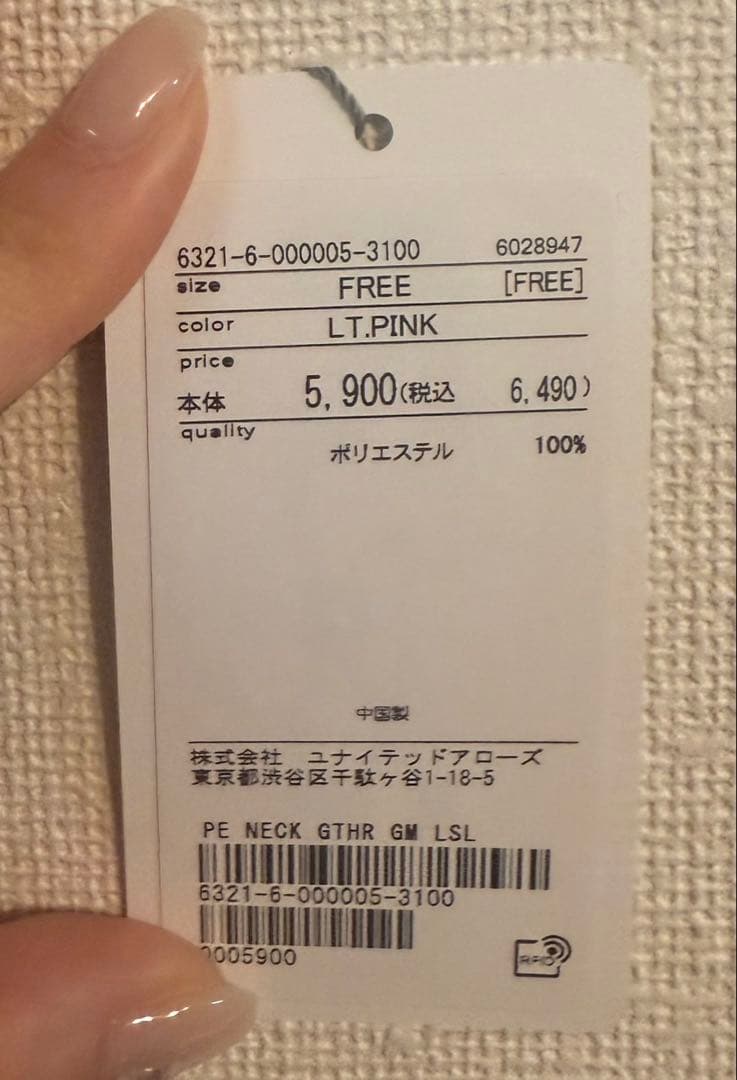 6321-6-000005-3100 6028947
size FREE [FREE]
color LT.PINK
price
本体 5,900(税込 6,490)
quality
ポリエステル 100%
中国製
株式会社 ユナイテッドアローズ
東京都渋谷区千駄ヶ谷1-18-5
PE NECK GTHR GM LSL
6321-6-000005-3100
0005900
RFID